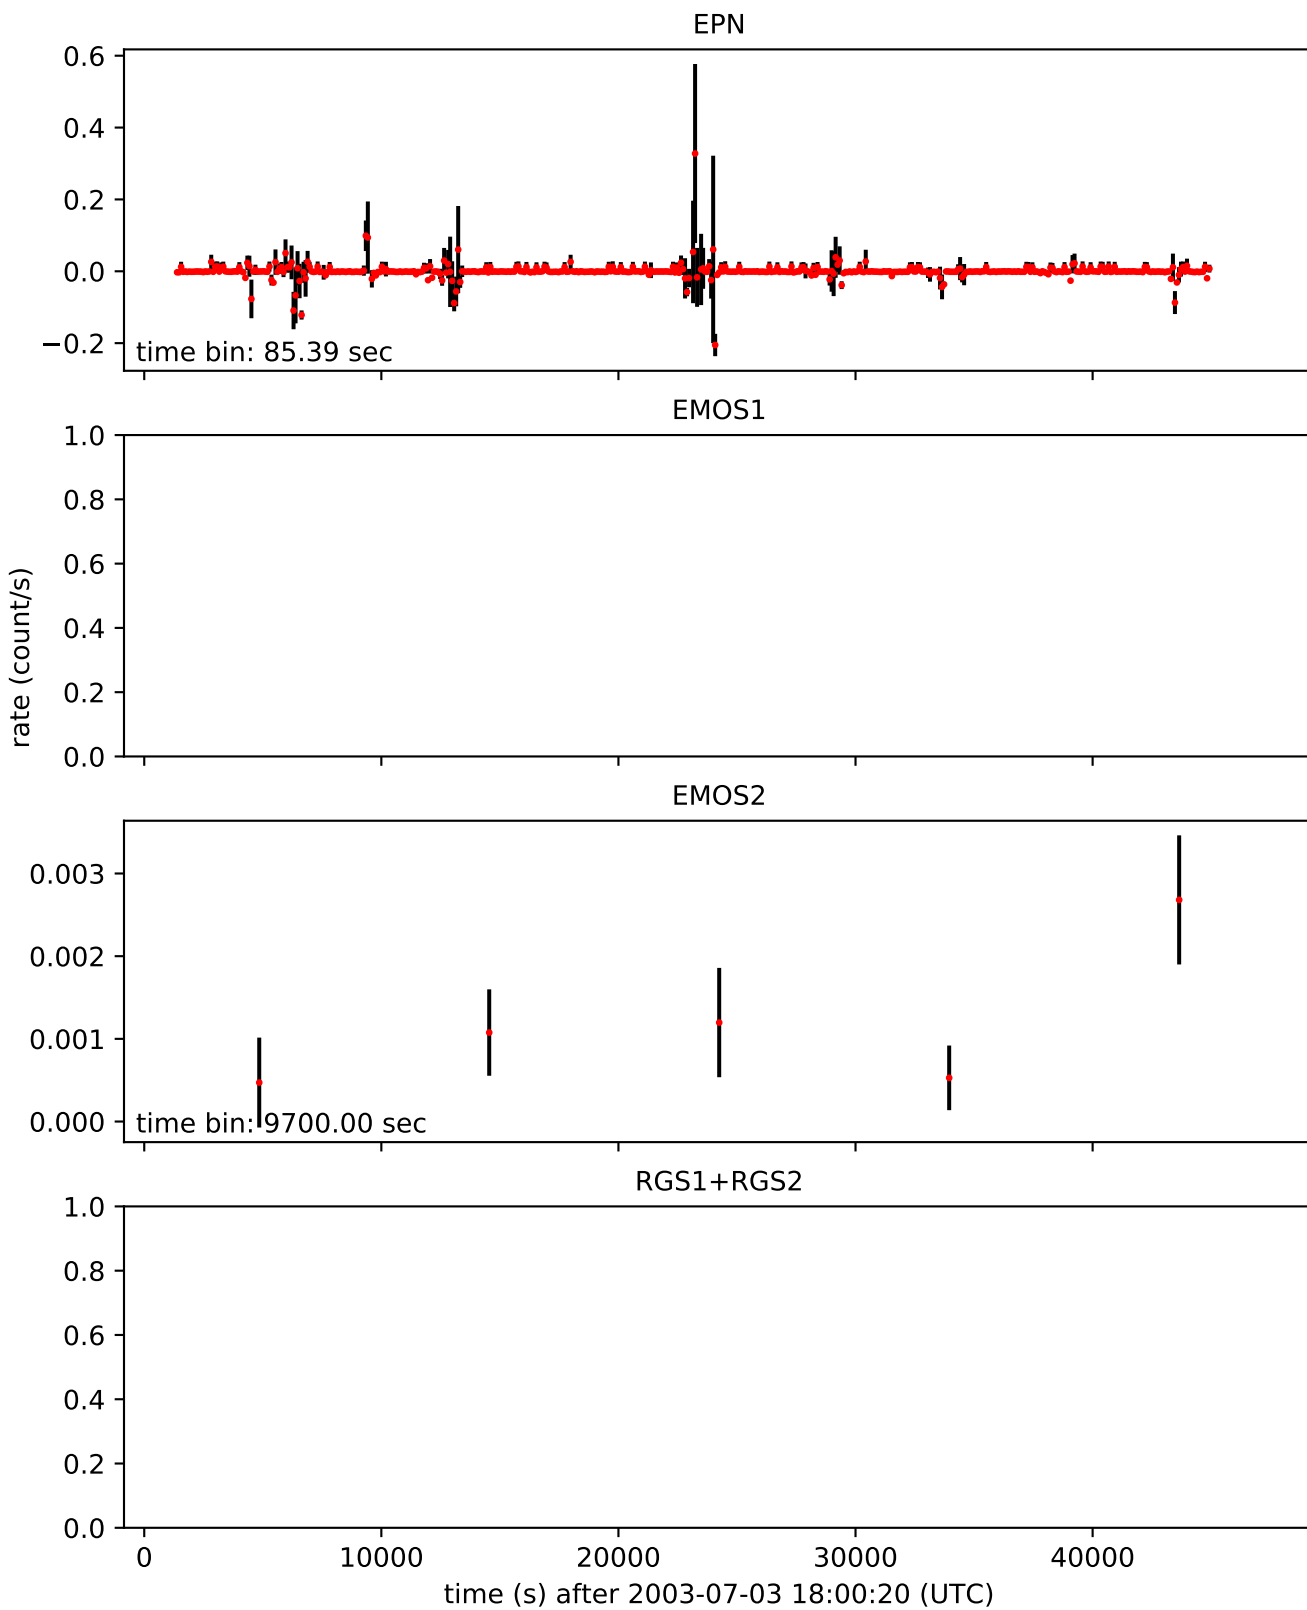 EPN
0.6
0.4
0.2
0.0
−0.2
time bin: 85.39 sec
EMOS1
1.0
0.8
0.6
0.4
0.2
0.0
rate (count/s)
EMOS2
0.003
0.002
0.001
0.000
time bin: 9700.00 sec
RGS1+RGS2
1.0
0.8
0.6
0.4
0.2
0.0
0 10000 20000 30000 40000
time (s) after 2003-07-03 18:00:20 (UTC)